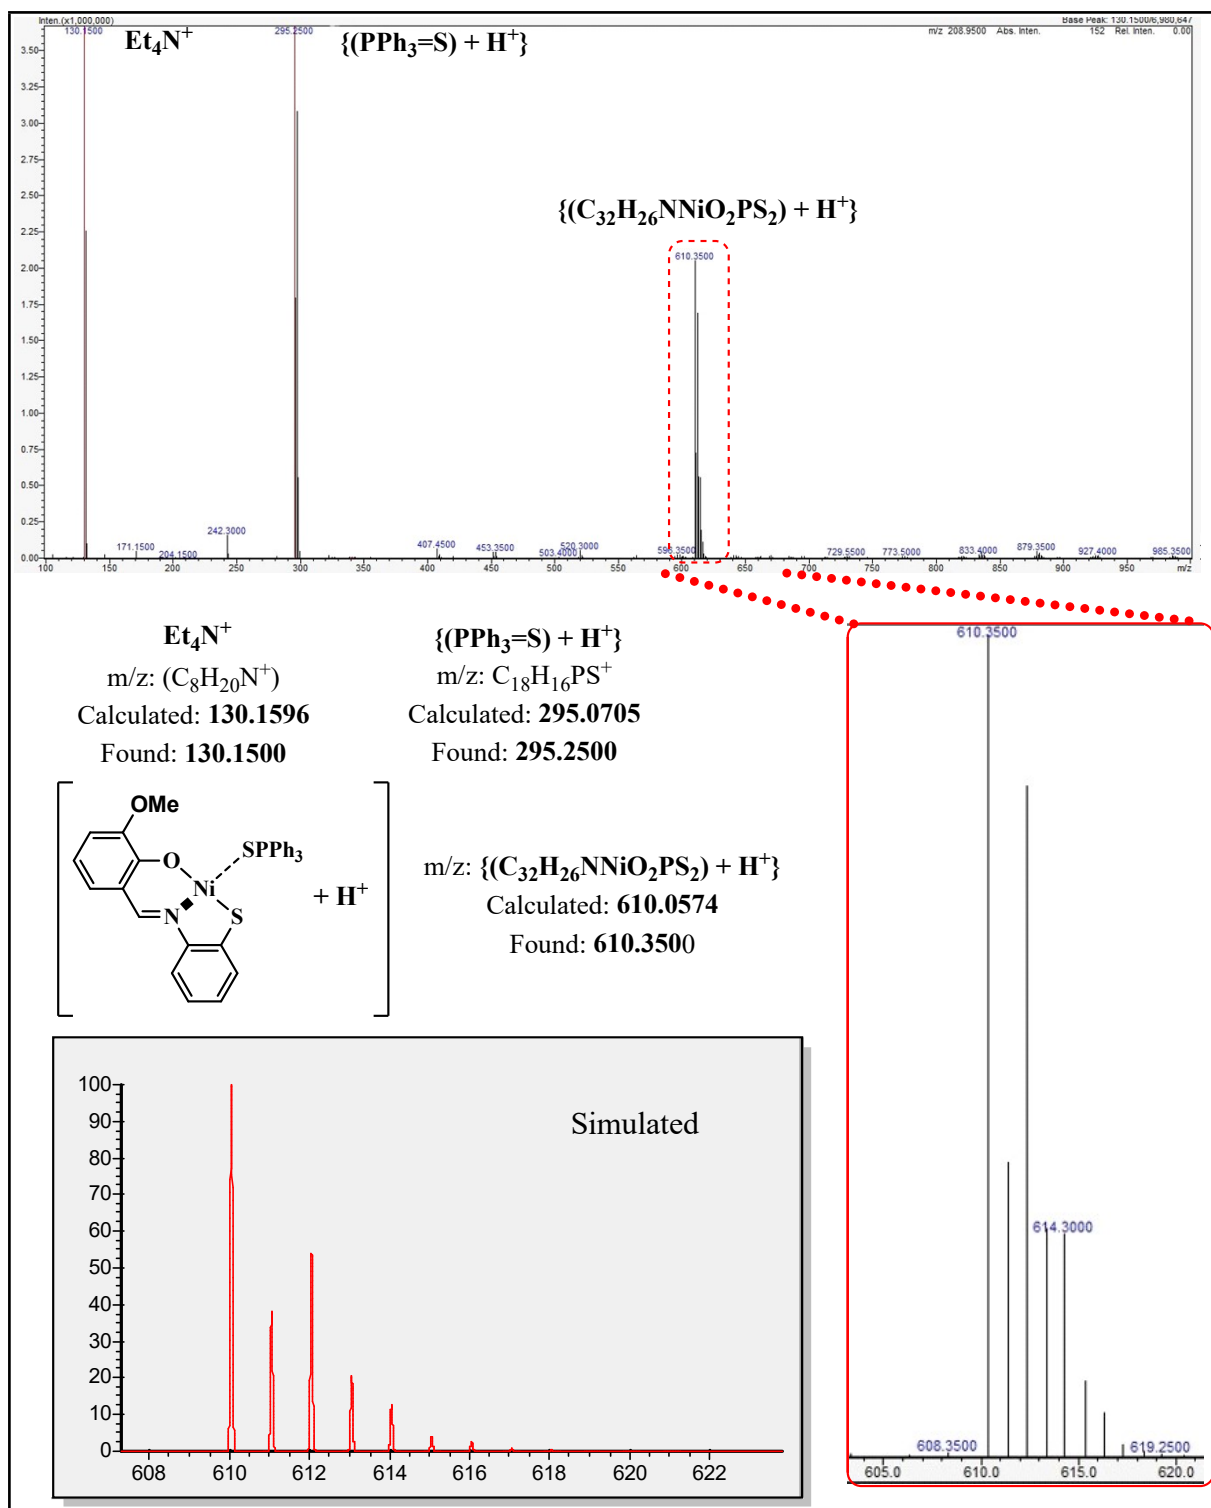 Inten.(x1,000,000)
Base Peak: 130.1500/6,980,647
m/z 208.9500 Abs. Inten. 152 Rel. Inten. 0.00
130.1500
Et₄N⁺
295.2500
{(PPh₃=S) + H⁺}
3.50
3.25
3.00
2.75
2.50
2.25
2.00
1.75
1.50
1.25
1.00
0.75
0.50
0.25
0.00
{(C₃₂H₂₆NNiO₂PS₂) + H⁺}
610.3500
171.1500
204.1500
242.3000
407.4500
453.3500
503.4000
520.3000
598.3500
729.5500
773.5000
833.4000
879.3500
927.4000
985.3500
100 150 200 250 300 350 400 450 500 550 600 650 700 750 800 850 900 950 m/z
Et₄N⁺
m/z: (C₈H₂₀N⁺)
Calculated: 130.1596
Found: 130.1500
{(PPh₃=S) + H⁺}
m/z: C₁₈H₁₆PS⁺
Calculated: 295.0705
Found: 295.2500
OMe
SPPh₃
O
Ni
N
S
+ H⁺
m/z: {(C₃₂H₂₆NNiO₂PS₂) + H⁺}
Calculated: 610.0574
Found: 610.3500
Simulated
100
90
80
70
60
50
40
30
20
10
0
608 610 612 614 616 618 620 622
610.3500
614.3000
608.3500
619.2500
605.0 610.0 615.0 620.0